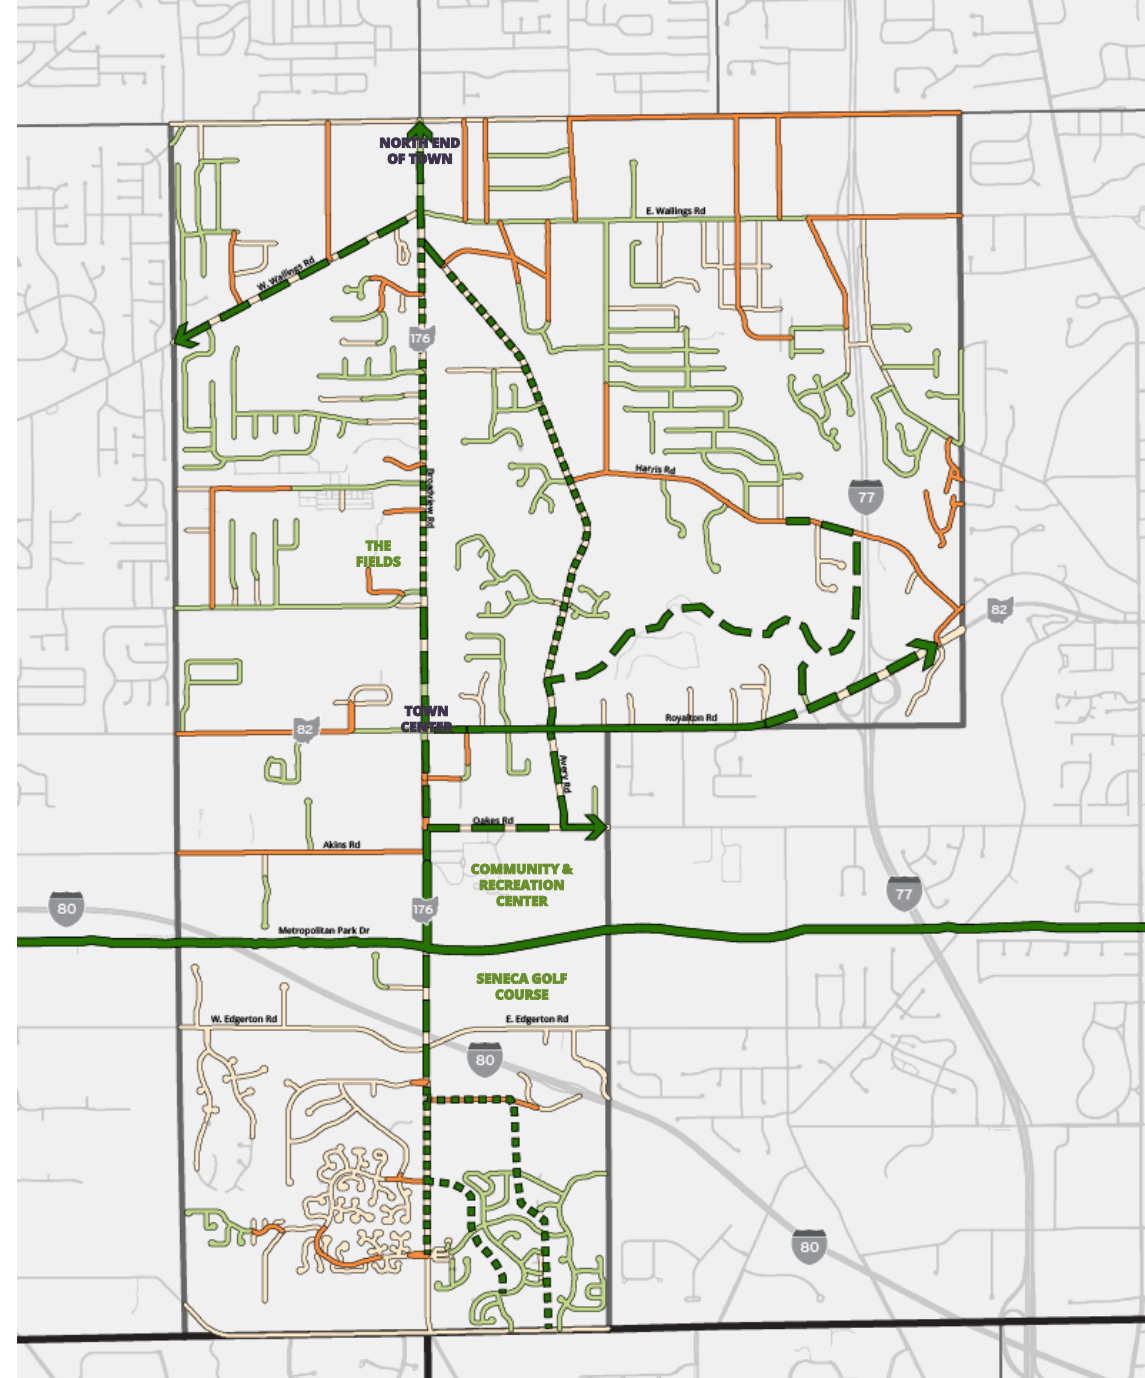 NORTH END
OF TOWN
E. Wallings Rd
W. Wallings Rd
176
Broadview Rd
Harris Rd
77
THE
FIELDS
82
TOWN
CENTER
82
Royalton Rd
Avery Rd
Oakes Rd
Akins Rd
COMMUNITY &
RECREATION
CENTER
77
80
176
Metropolitan Park Dr
SENECA GOLF
COURSE
W. Edgerton Rd
E. Edgerton Rd
80
80